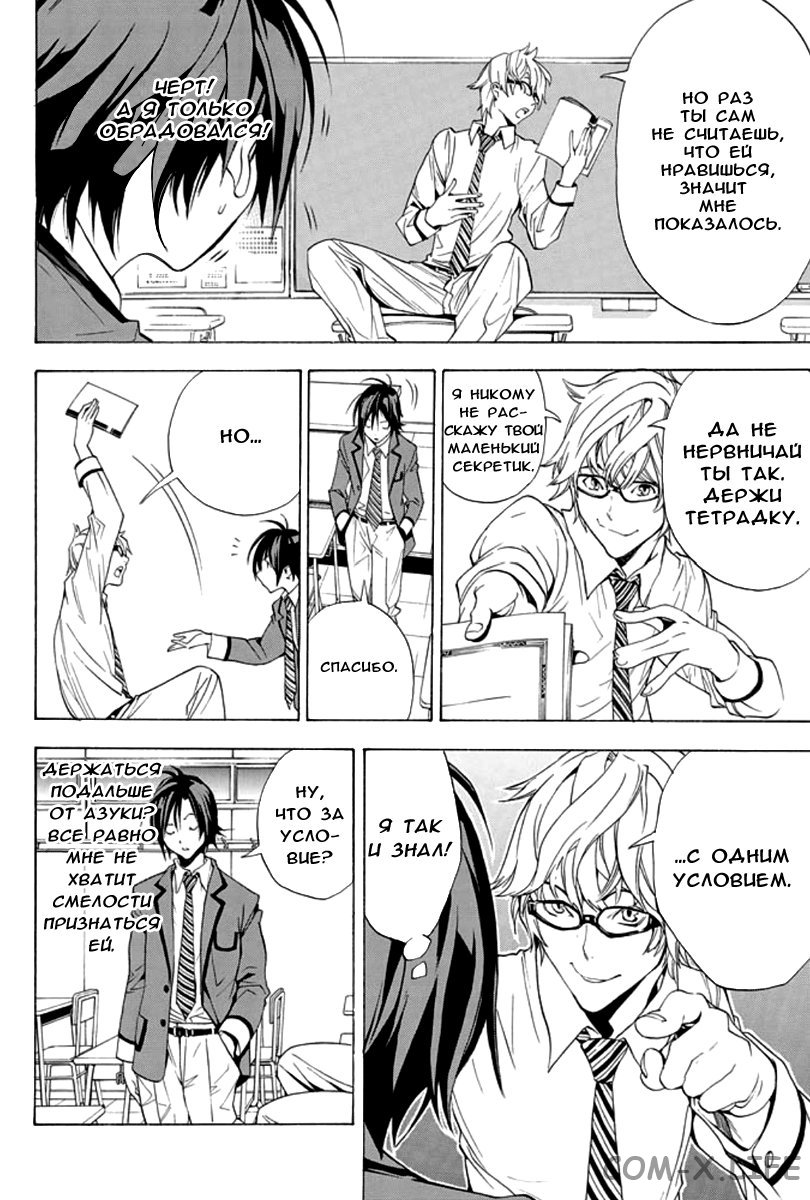 НО РАЗ
ТЫ САМ
НЕ СЧИТАЕШЬ,
ЧТО ЕЙ
НРАВИШЬСЯ,
ЗНАЧИТ
МНЕ
ПОКАЗАЛОСЬ.
ЧЕРТ!
А Я ТОЛЬКО
ОБРАДОВАЛСЯ!
ДА НЕ
НЕРВНИЧАЙ
ТЫ ТАК.
ДЕРЖИ
ТЕТРАДКУ.
Я НИКОМУ
НЕ РАС-
СКАЖУ ТВОЙ
МАЛЕНЬКИЙ
СЕКРЕТИК.
СПАСИБО.
НО...
...С ОДНИМ
УСЛОВИЕМ.
Я ТАК
И ЗНАЛ!
НУ,
ЧТО ЗА
УСЛО-
ВИЕ?
ДЕРЖАТЬСЯ
ПОДАЛЬШЕ
ОТ АЗУКИ?
ВСЕ РАВНО
МНЕ НЕ
ХВАТИТ
СМЕЛОСТИ
ПРИЗНАТЬСЯ
ЕЙ.
COM-X.LIFE